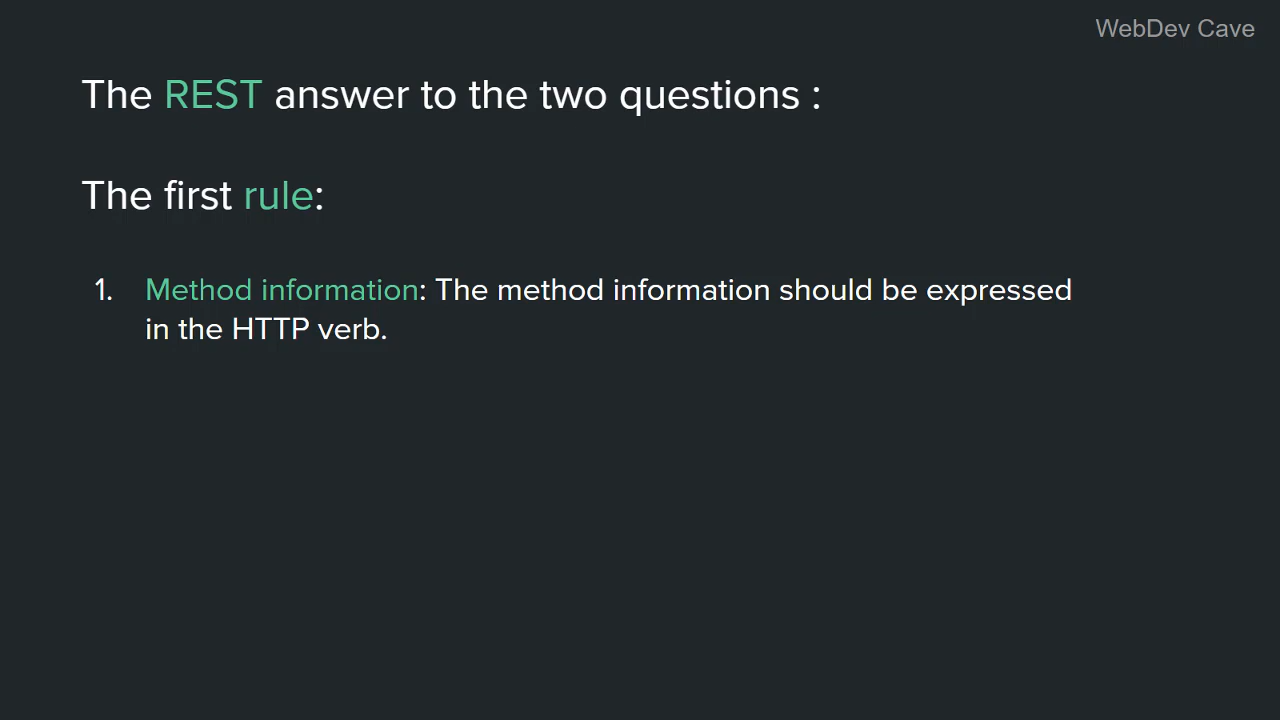 WebDev Cave
The REST answer to the two questions :
The first rule:
1. Method information: The method information should be expressed
in the HTTP verb.